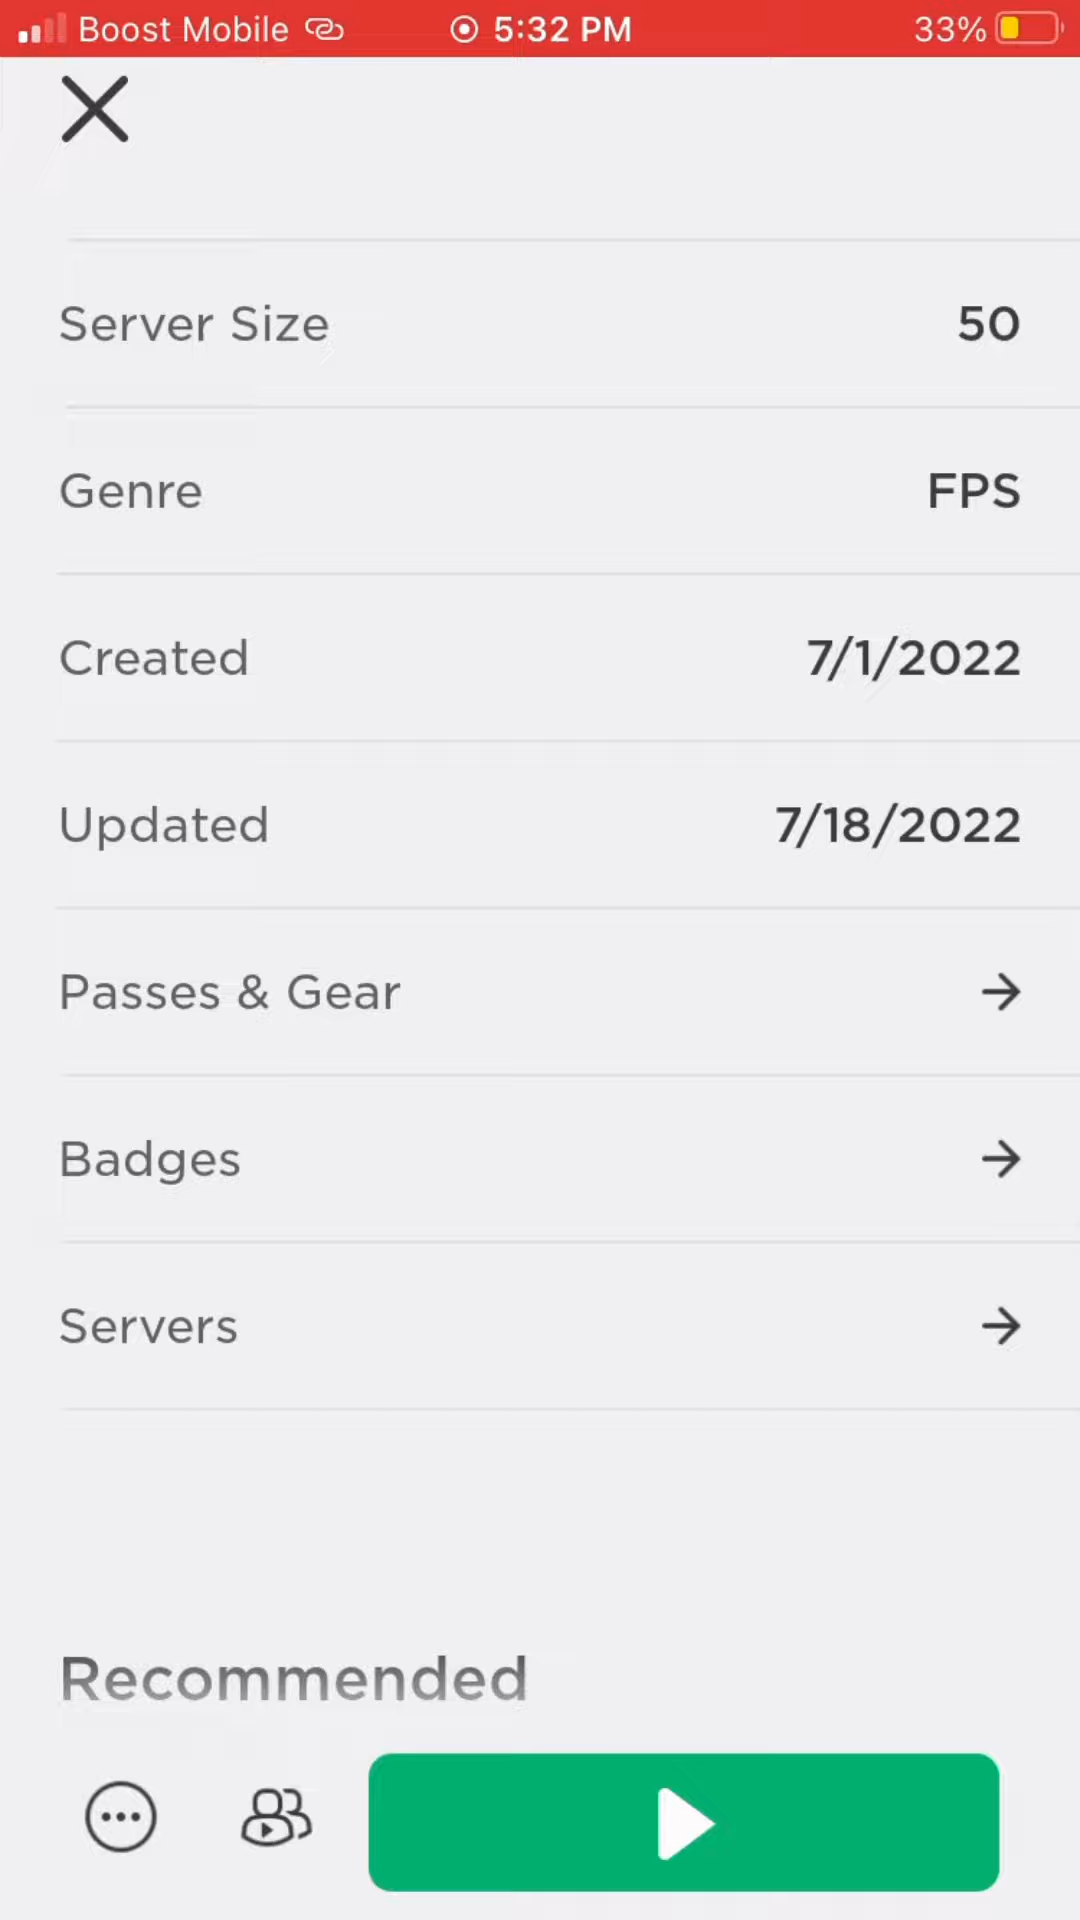 Boost Mobile 5:32 PM 33%
Server Size 50
Genre FPS
Created 7/1/2022
Updated 7/18/2022
Passes & Gear
Badges
Servers
Recommended